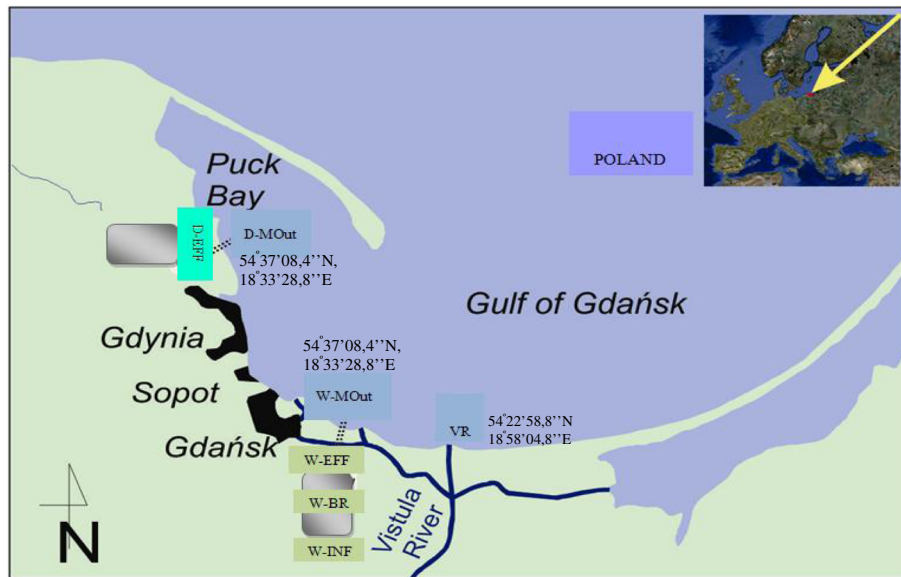 POLAND
Puck
Bay
D-EFF
D-MOut
54°37'08,4''N,
18°33'28,8''E
Gulf of Gdańsk
Gdynia
54°37'08,4''N,
18°33'28,8''E
Sopot
W-MOut
Gdańsk
VR
54°22'58,8''N
18°58'04,8''E
W-EFF
W-BR
W-INF
Vistula
River
N